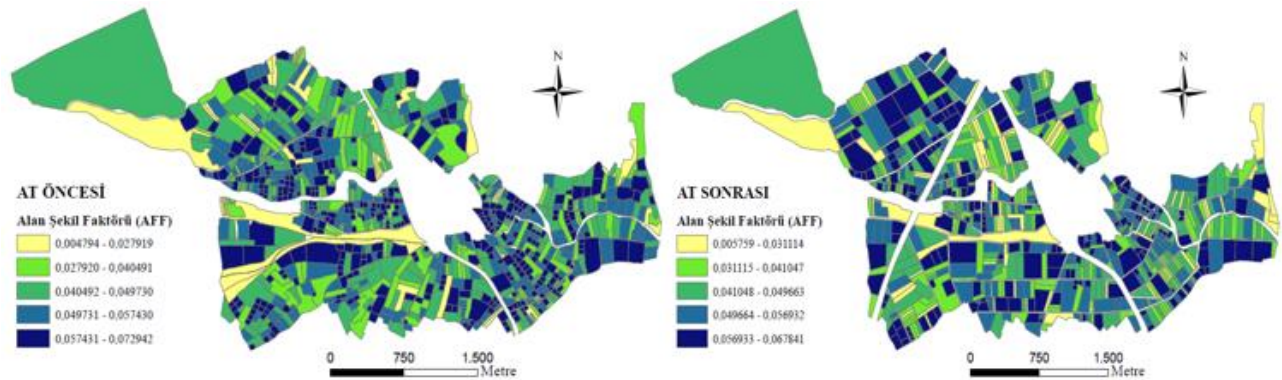 N
AT ÖNCESİ
Alan Şekil Faktörü (AFF)
0,004794 - 0,027919
0,027920 - 0,040491
0,040492 - 0,049730
0,049731 - 0,057430
0,057431 - 0,072942
0 750 1.500
Metre
N
AT SONRASI
Alan Şekil Faktörü (AFF)
0,005759 - 0,031114
0,031115 - 0,041047
0,041048 - 0,049663
0,049664 - 0,056932
0,056933 - 0,067841
0 750 1.500
Metre